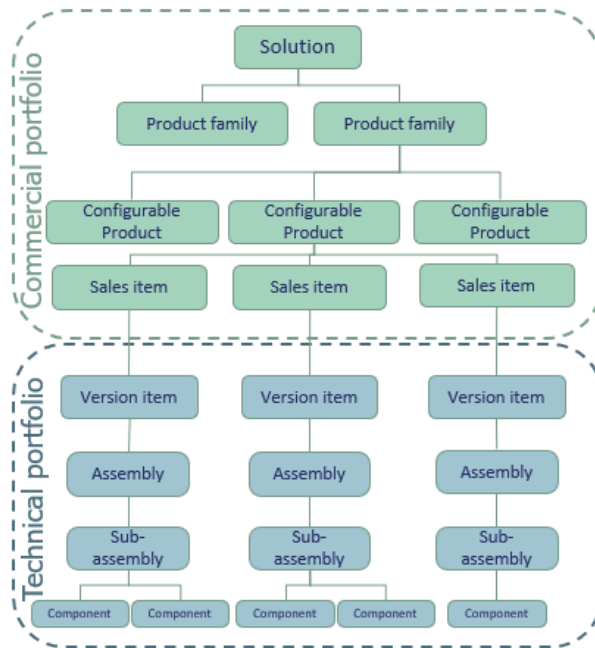 Commercial portfolio
Solution
Product family
Product family
Configurable
Product
Configurable
Product
Configurable
Product
Sales item
Sales item
Sales item
Technical portfolio
Version item
Version item
Version item
Assembly
Assembly
Assembly
Sub-
assembly
Sub-
assembly
Sub-
assembly
Component
Component
Component
Component
Component